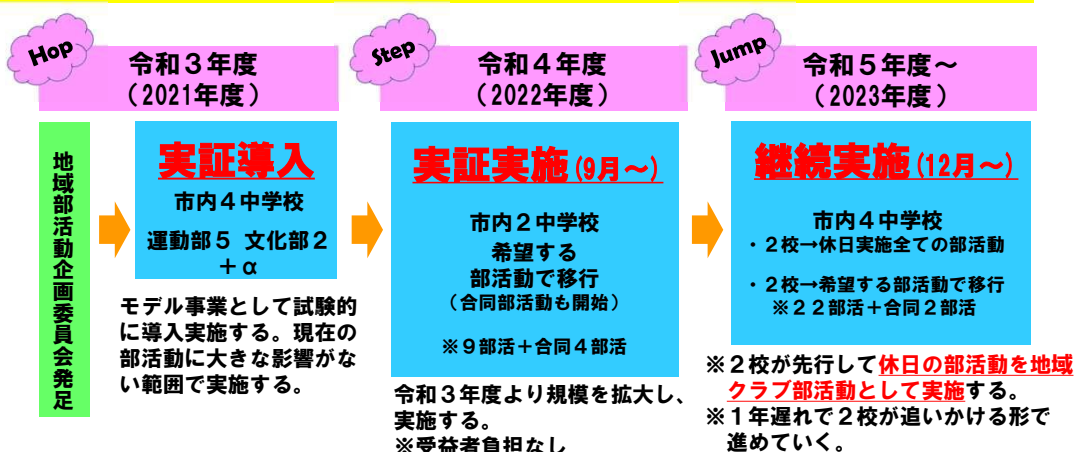 Hop
令和３年度
（2021年度）
Step
令和４年度
（2022年度）
Jump
令和５年度～
（2023年度）
地域部活動企画委員会発足
実証導入
市内４中学校
運動部５ 文化部２
＋α
モデル事業として試験的
に導入実施する。現在の
部活動に大きな影響がな
い範囲で実施する。
実証実施(9月～)
市内２中学校
希望する
部活動で移行
（合同部活動も開始）
※９部活＋合同４部活
令和３年度より規模を拡大し、
実施する。
※受益者負担なし
継続実施(12月～)
市内４中学校
・２校→休日実施全ての部活動
・２校→希望する部活動で移行
※２２部活＋合同２部活
※２校が先行して休日の部活動を地域
クラブ部活動として実施する。
※１年遅れで２校が追いかける形で
進めていく。